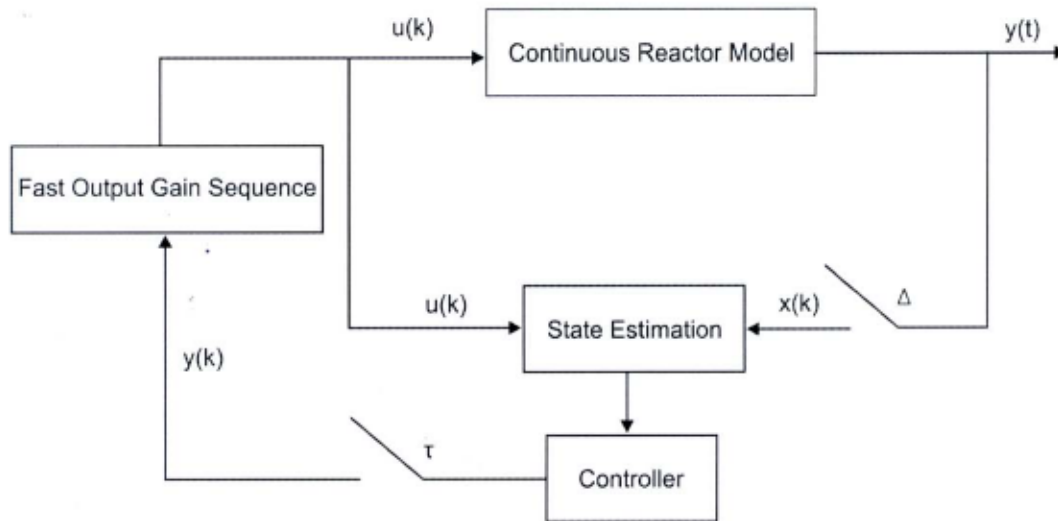 u(k)
y(t)
Continuous Reactor Model
Fast Output Gain Sequence
u(k)
x(k)
Δ
State Estimation
y(k)
τ
Controller